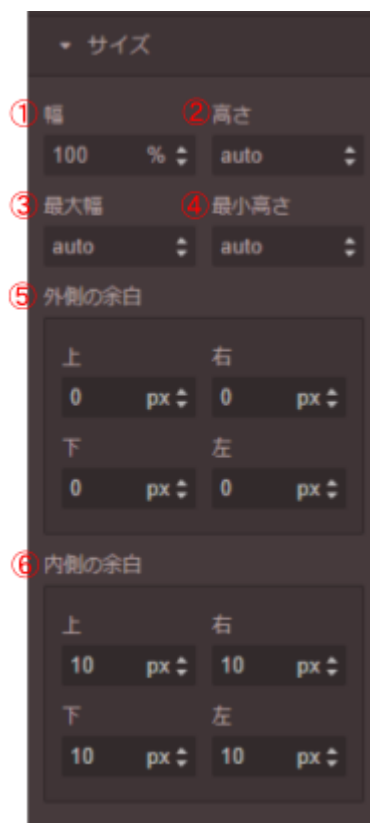 サイズ
①幅 ②高さ
100 % auto
③最大幅 ④最小高さ
auto auto
⑤外側の余白
上 右
0 px 0 px
下 左
0 px 0 px
⑥内側の余白
上 右
10 px 10 px
下 左
10 px 10 px